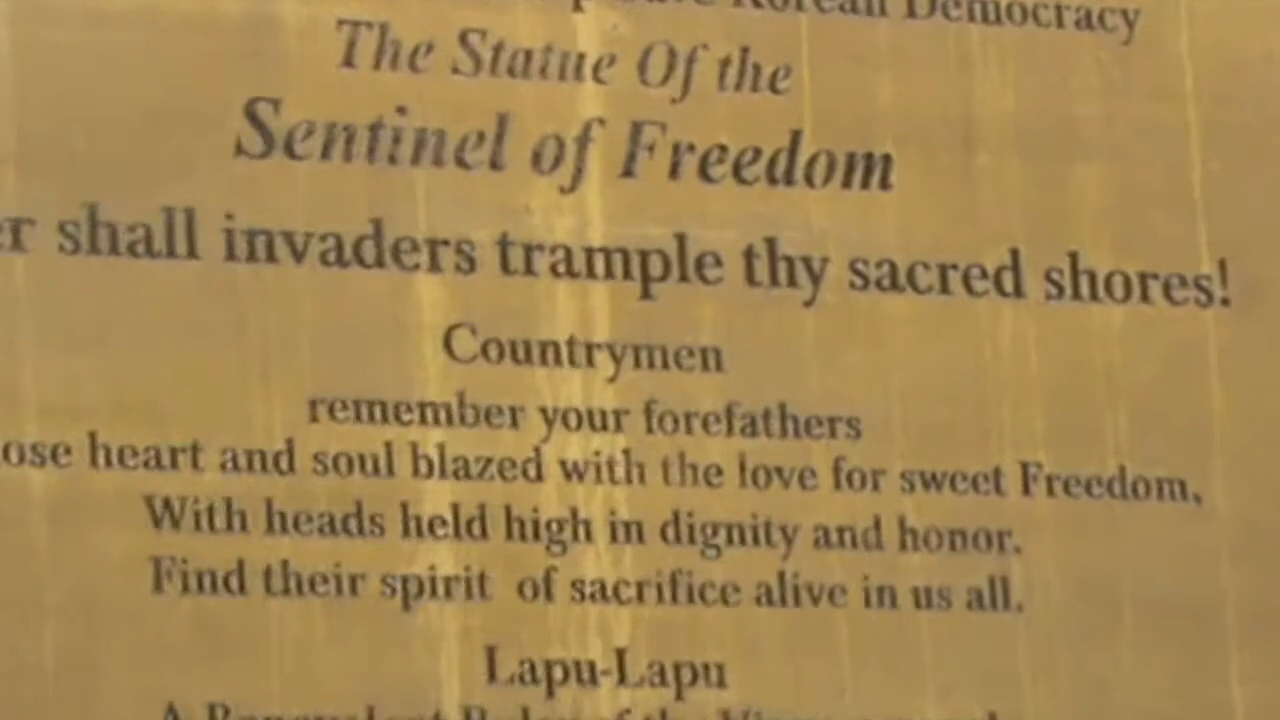 Korean Democracy
The Statue Of the
Sentinel of Freedom
shall invaders trample thy sacred shores!
Countrymen
remember your forefathers
heart and soul blazed with the love for sweet Freedom,
With heads held high in dignity and honor.
Find their spirit of sacrifice alive in us all.
Lapu-Lapu